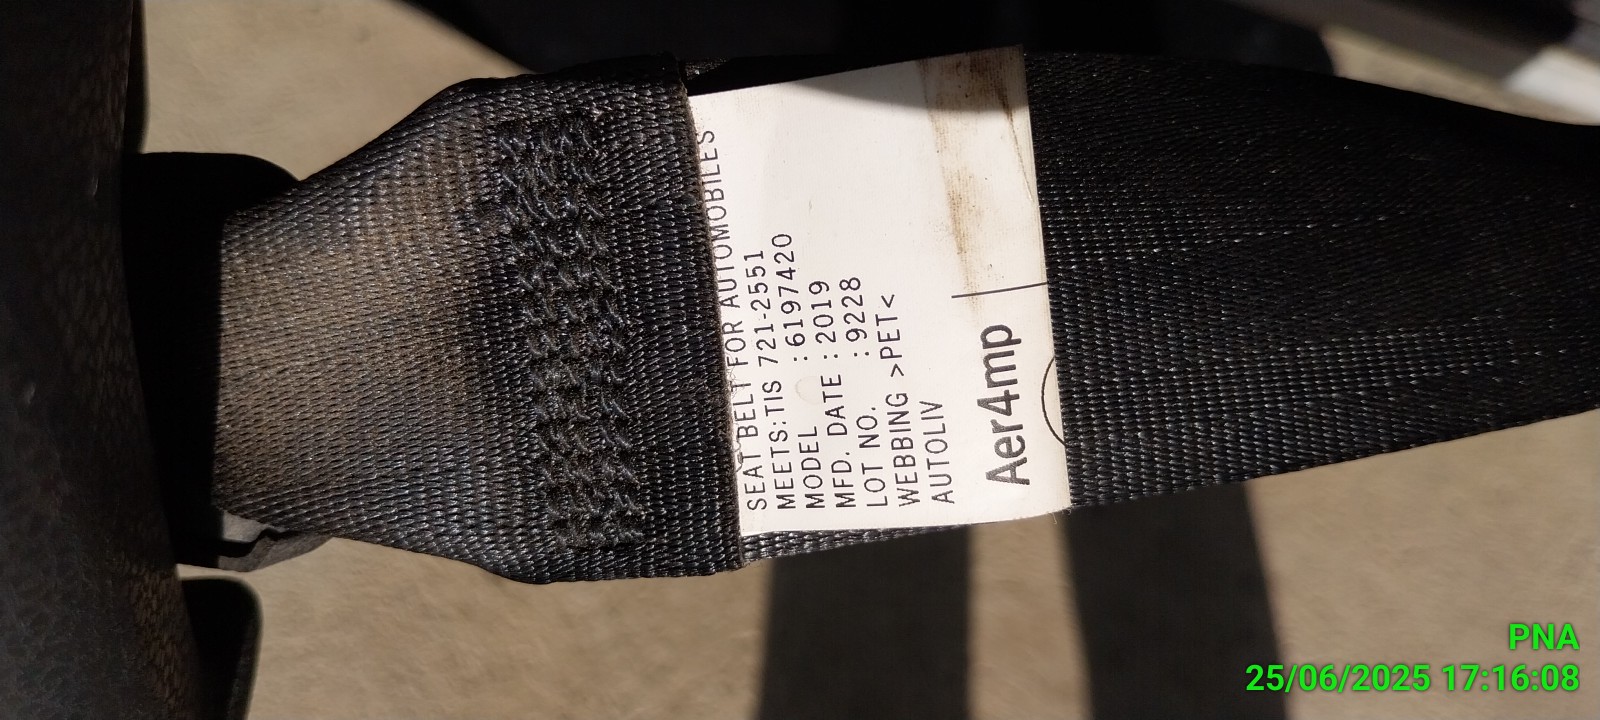 SEAT BELT FOR AUTOMOBILES
MEETS:TIS 721-2551
MODEL :6197420
MFD. DATE :2019
LOT NO. :9228
WEBBING >PET<
AUTOLIV
Aer4mp
PNA
25/06/2025 17:16:08